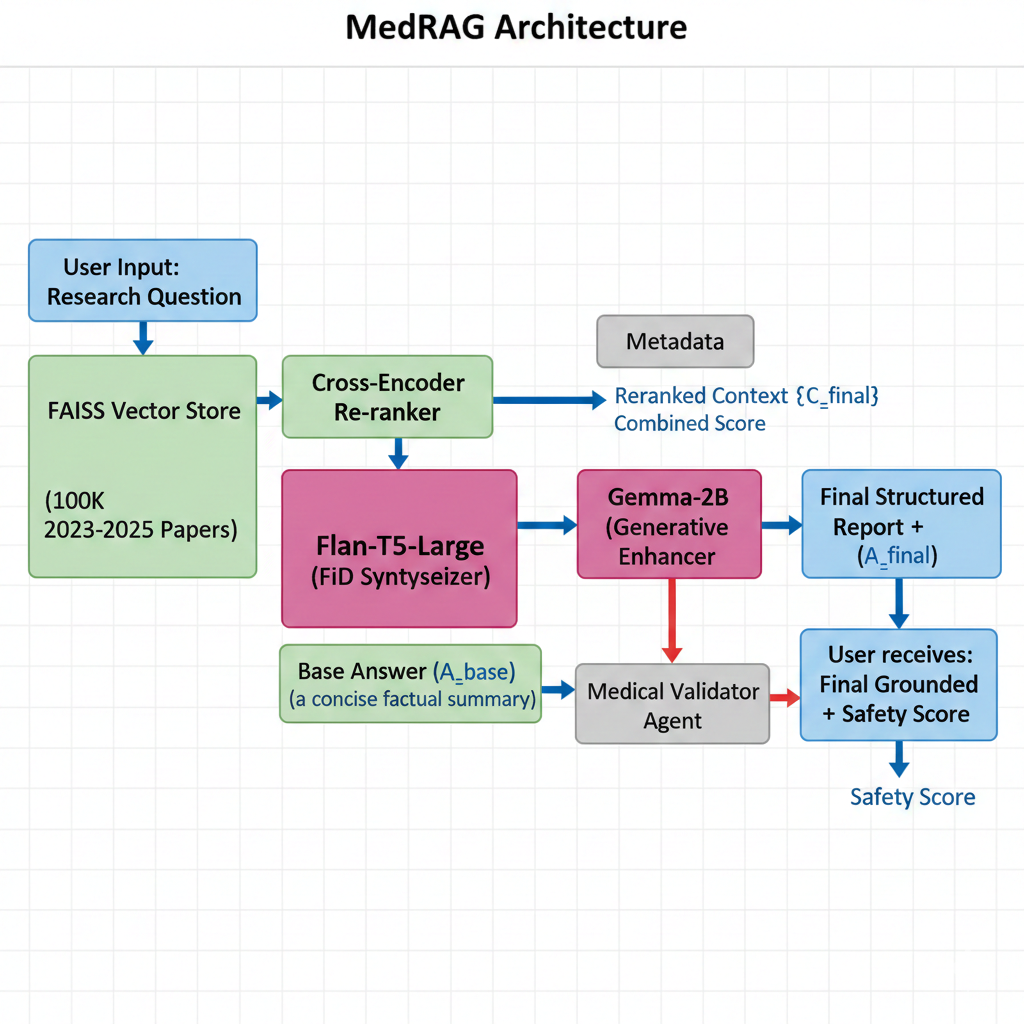 MedRAG Architecture
User Input:
Research Question
FAISS Vector Store
(100K
2023-2025 Papers)
Cross-Encoder
Re-ranker
Metadata
Reranked Context {C_final}
Combined Score
Flan-T5-Large
(FiD Syntyseizer)
Gemma-2B
(Generative
Enhancer
Final Structured
Report +
(A_final)
Base Answer (A_base)
(a concise factual summary)
Medical Validator
Agent
User receives:
Final Grounded
+ Safety Score
Safety Score